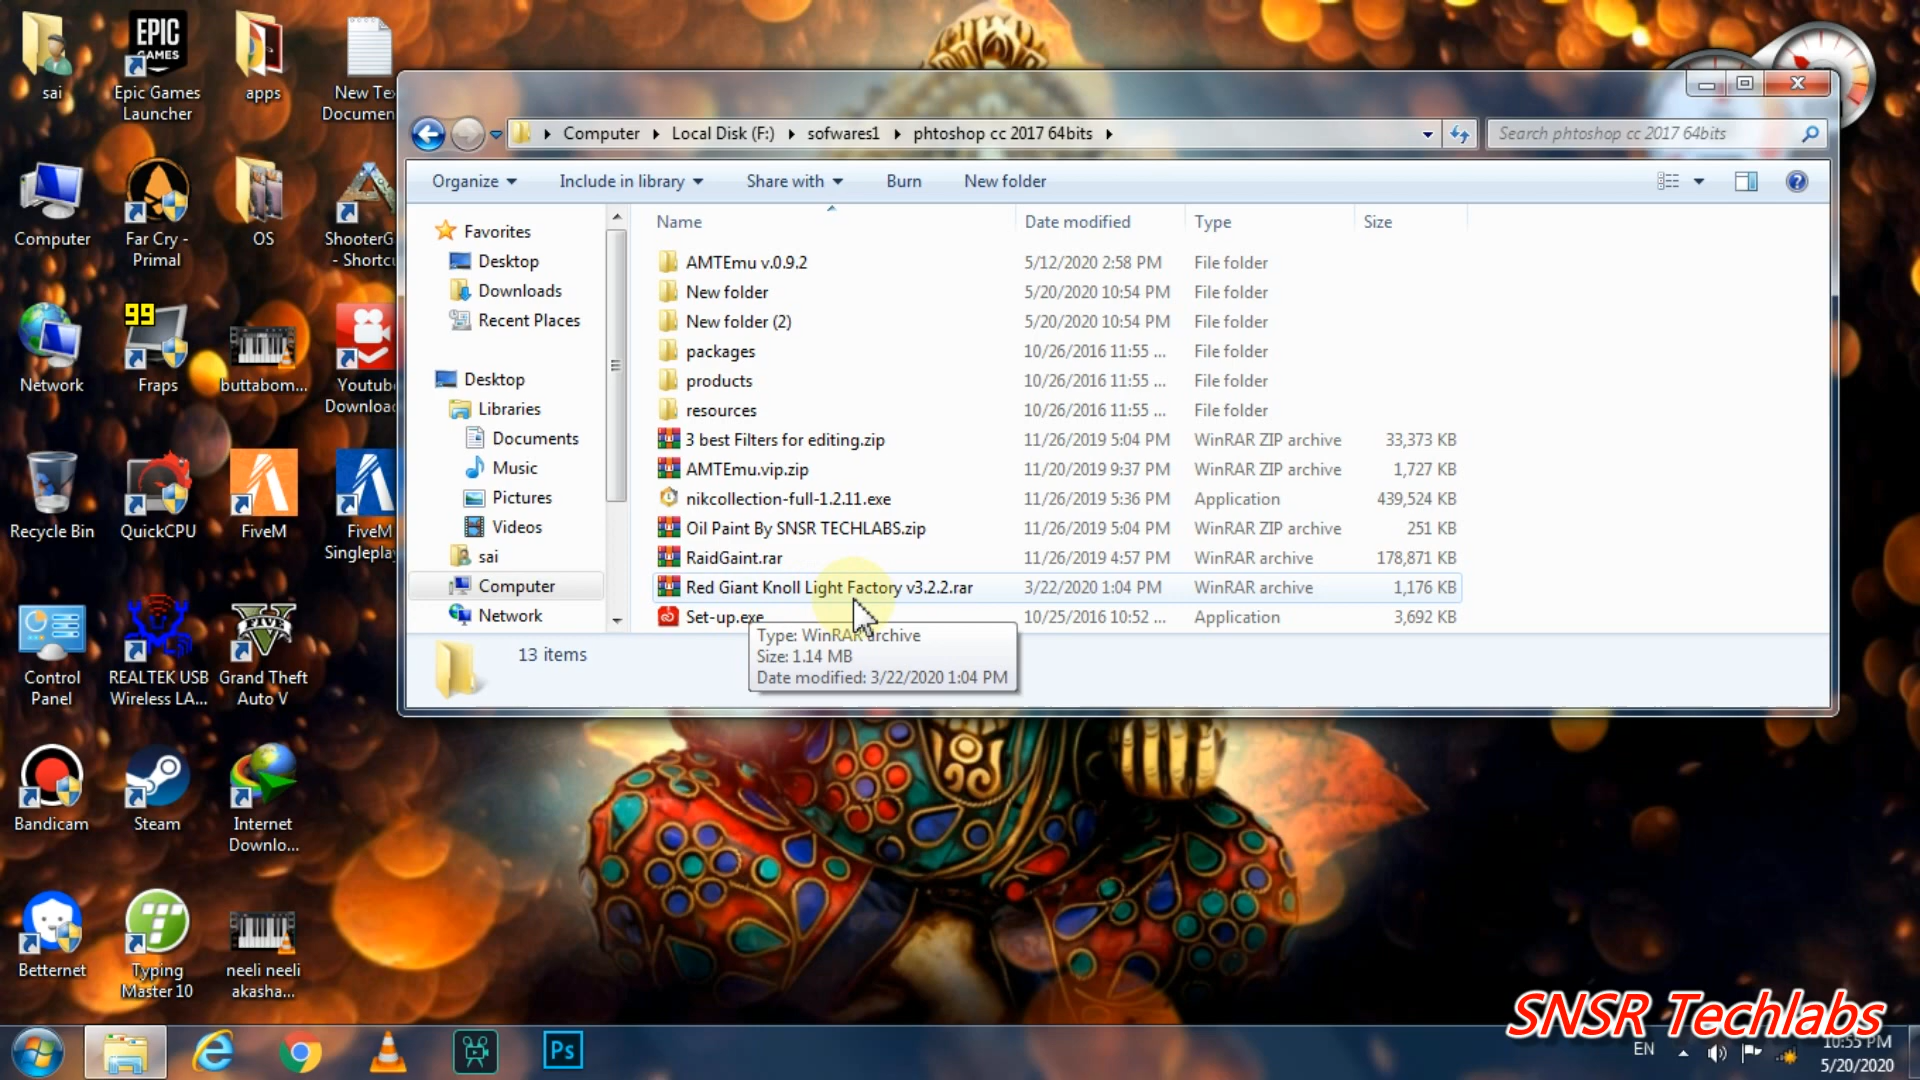 sai
EPIC
GAMES
Epic Games
Launcher
apps
New Te
Documen
Computer
Far Cry -
Primal
OS
ShooterG
- Shortcu
Network
99
Fraps
buttabom...
Youtub
Downloa
Recycle Bin
QuickCPU
FiveM
FiveM
Singlepla
Control
Panel
REALTEK USB
Wireless LA...
FIVE
Grand Theft
Auto V
Bandicam
Steam
Internet
Downlo...
Betternet
Typing
Master 10
neeli neeli
akasha...
Computer
Local Disk (F:)
sofwares1
phtoshop cc 2017 64bits
Search phtoshop cc 2017 64bits
Organize
Include in library
Share with
Burn
New folder
Favorites
Desktop
Downloads
Recent Places
Desktop
Libraries
Documents
Music
Pictures
Videos
sai
Computer
Network
Name Date modified Type Size
AMTEmu v.0.9.2 5/12/2020 2:58 PM File folder
New folder 5/20/2020 10:54 PM File folder
New folder (2) 5/20/2020 10:54 PM File folder
packages 10/26/2016 11:55 ... File folder
products 10/26/2016 11:55 ... File folder
resources 10/26/2016 11:55 ... File folder
3 best Filters for editing.zip 11/26/2019 5:04 PM WinRAR ZIP archive 33,373 KB
AMTEmu.vip.zip 11/20/2019 9:37 PM WinRAR ZIP archive 1,727 KB
nikcollection-full-1.2.11.exe 11/26/2019 5:36 PM Application 439,524 KB
Oil Paint By SNSR TECHLABS.zip 11/26/2019 5:04 PM WinRAR ZIP archive 251 KB
RaidGaint.rar 11/26/2019 4:57 PM WinRAR archive 178,871 KB
Red Giant Knoll Light Factory v3.2.2.rar 3/22/2020 1:04 PM WinRAR archive 1,176 KB
Set-up.exe 10/25/2016 10:52 ... Application 3,692 KB
Type: WinRAR archive
Size: 1.14 MB
Date modified: 3/22/2020 1:04 PM
13 items
SNSR Techlabs
Ps
EN
10:55 PM
5/20/2020